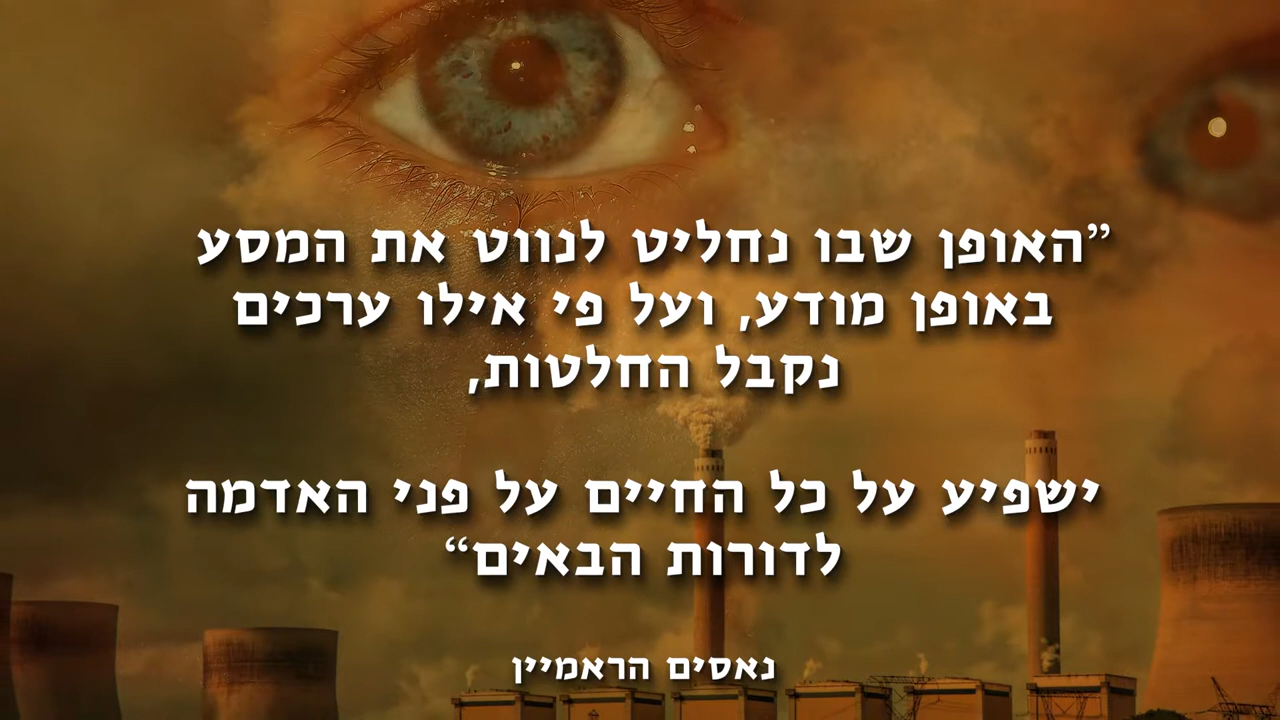 ”האופן שבו נחליט לנווט את המסע
באופן מודע, ועל פי אילו ערכים
נקבל החלטות,
ישפיע על כל החיים על פני האדמה
לדורות הבאים“
נאסים הראמיין